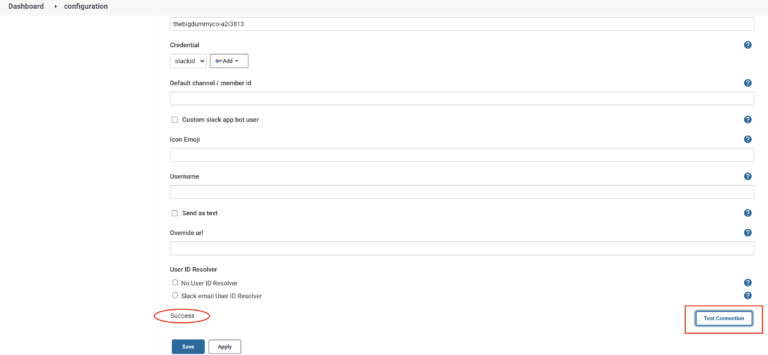 Dashboard
configuration
thebigdummyco-a2i3813
Credential
slackid
Add
Default channel / member id
Custom slack app bot user
Icon Emoji
Username
Send as text
Override url
User ID Resolver
No User ID Resolver
Slack email User ID Resolver
Success
Test Connection
Save
Apply